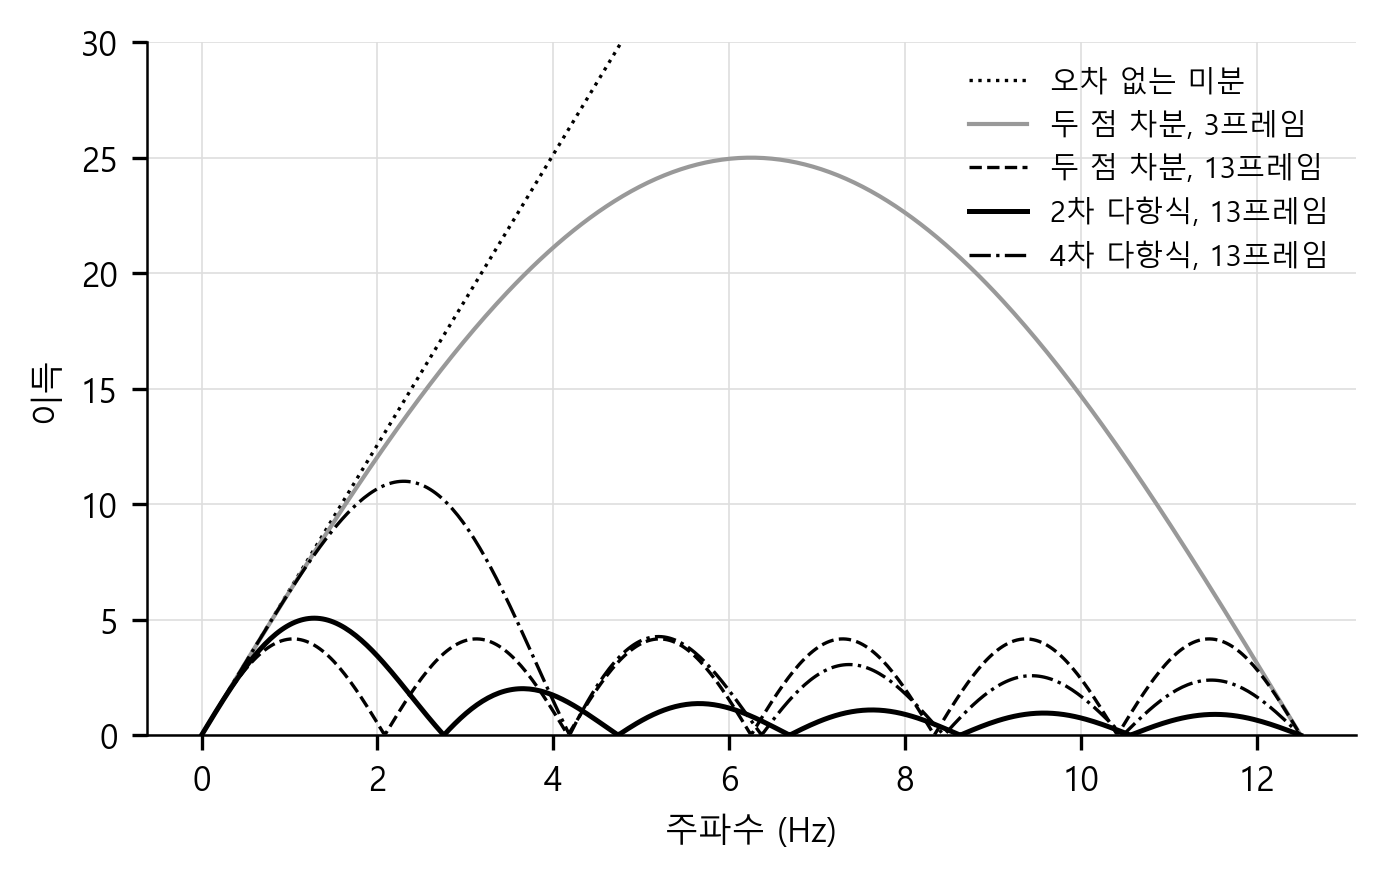 30
25
20
15
10
5
0
이득
0 2 4 6 8 10 12
주파수 (Hz)
오차 없는 미분
두 점 차분, 3프레임
두 점 차분, 13프레임
2차 다항식, 13프레임
4차 다항식, 13프레임